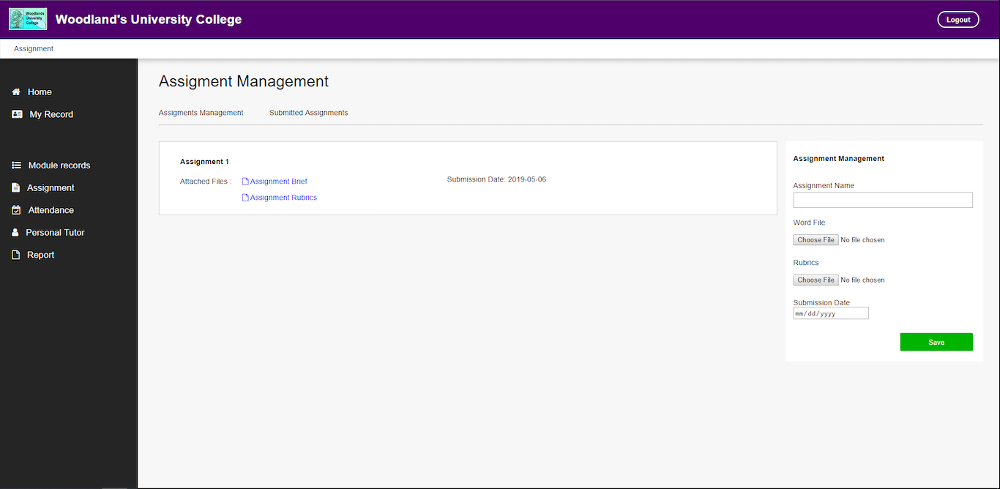 Woodlands
University
College
Woodland's University College
Logout
Assignment
Home
My Record
Module records
Assignment
Attendance
Personal Tutor
Report
Assigment Management
Assigments Management
Submitted Assignments
Assignment 1
Attached Files :
Assignment Brief
Submission Date: 2019-05-06
Assignment Rubrics
Assignment Management
Assignment Name
Word File
Choose File No file chosen
Rubrics
Choose File No file chosen
Submission Date
mm/dd/yyyy
Save